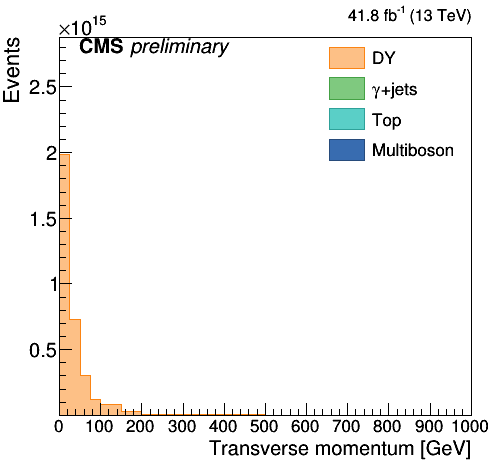 41.8 fb⁻¹ (13 TeV)
×10¹⁵
CMS preliminary
Events
DY
γ+jets
Top
Multiboson
2.5
2
1.5
1
0.5
0 100 200 300 400 500 600 700 800 900 1000
Transverse momentum [GeV]